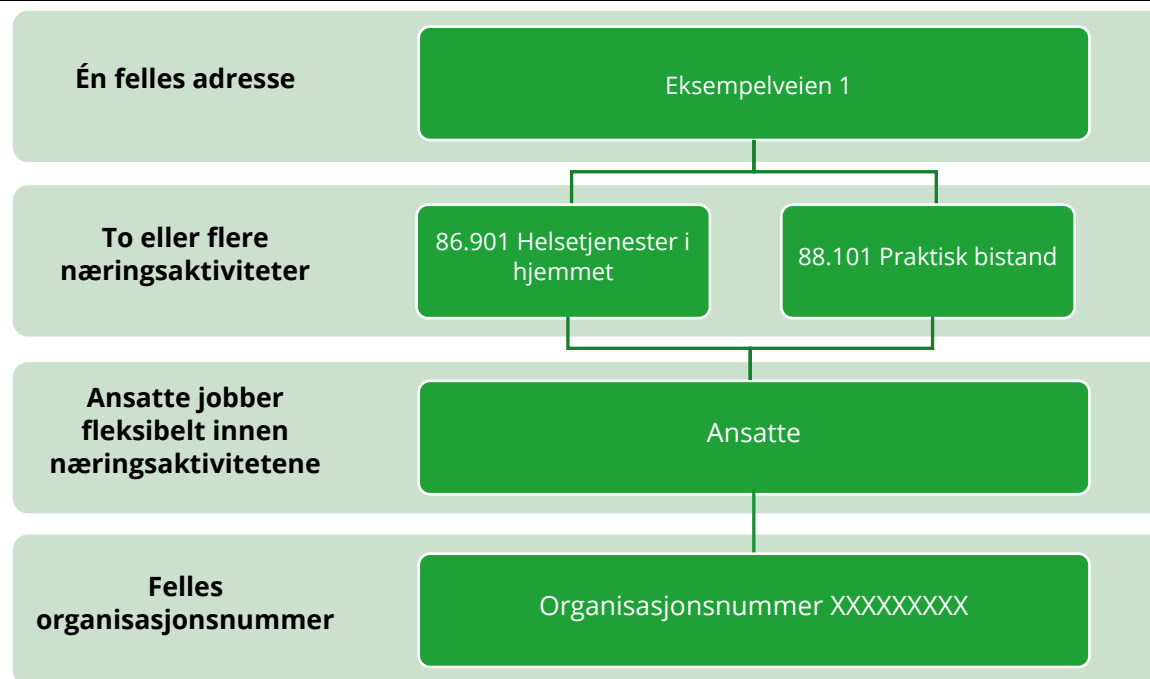 Én felles adresse
Eksempelveien 1
To eller flere
næringsaktiviteter
86.901 Helsetjenester i
hjemmet
88.101 Praktisk bistand
Ansatte jobber
fleksibelt innen
næringsaktivitetene
Ansatte
Felles
organisasjonsnummer
Organisasjonsnummer XXXXXXXXX